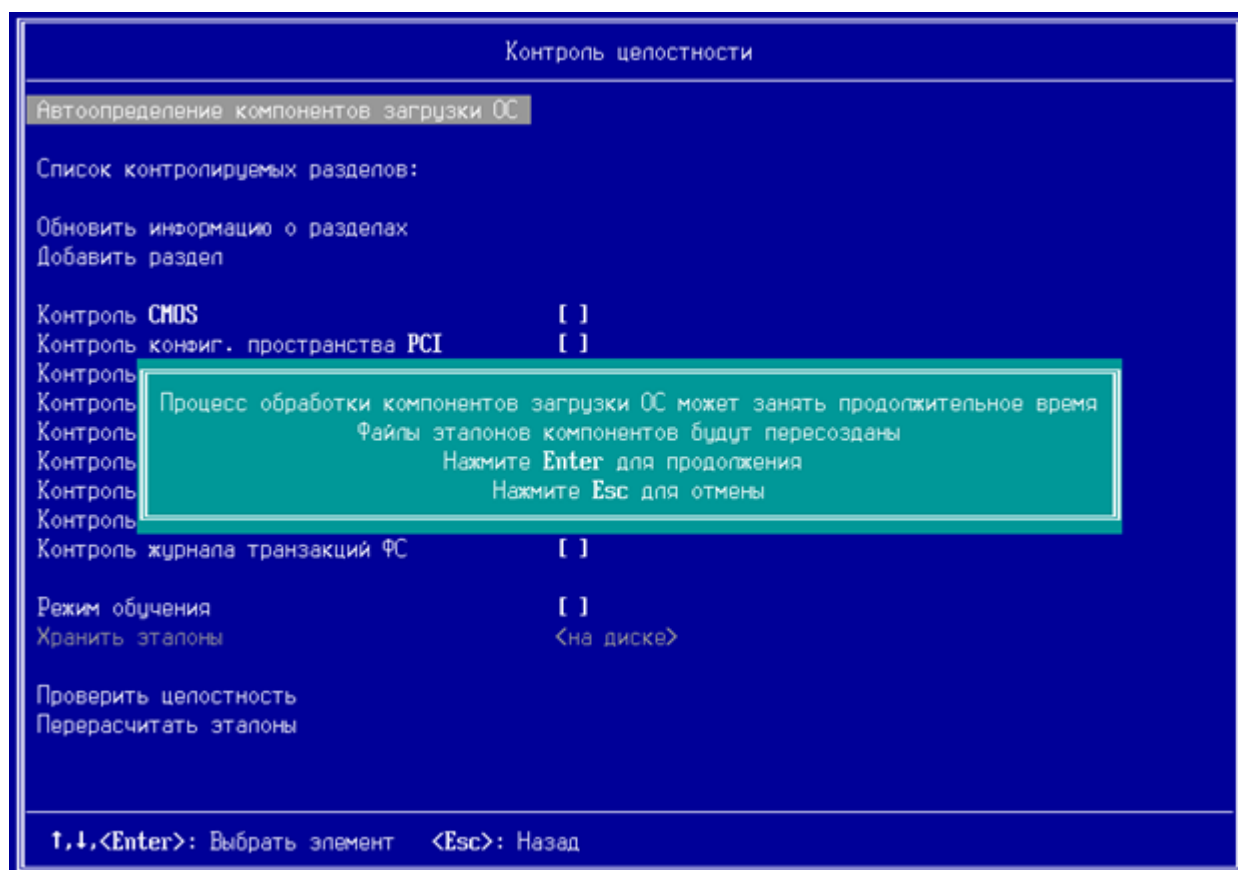 Контроль целостности
Автоопределение компонентов загрузки ОС
Список контролируемых разделов:
Обновить информацию о разделах
Добавить раздел
Контроль CMOS [ ]
Контроль конфиг. пространства PCI [ ]
Контроль
Контроль
Контроль
Контроль
Контроль
Контроль
Процесс обработки компонентов загрузки ОС может занять продолжительное время
Файлы эталонов компонентов будут пересозданы
Нажмите Enter для продолжения
Нажмите Esc для отмены
Контроль журнала транзакций ФС [ ]
Режим обучения [ ]
Хранить эталоны <на диске>
Проверить целостность
Перерасчитать эталоны
↑,↓,<Enter>: Выбрать элемент <Esc>: Назад